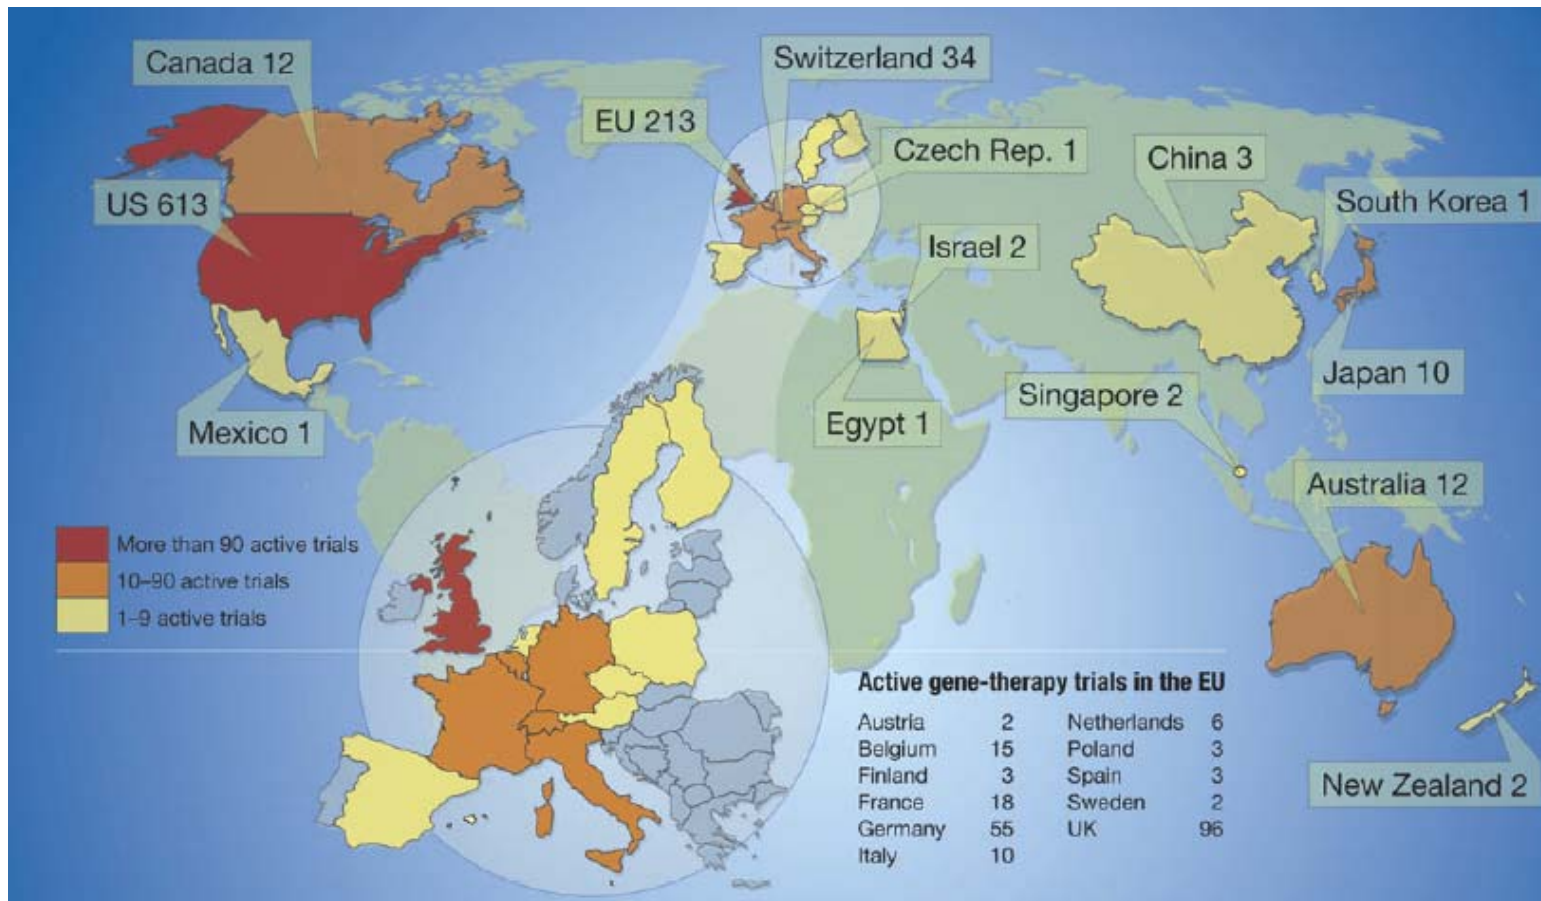 Canada 12
Switzerland 34
EU 213
Czech Rep. 1
China 3
US 613
South Korea 1
Israel 2
Japan 10
Singapore 2
Egypt 1
Mexico 1
Australia 12
More than 90 active trials
10–90 active trials
1–9 active trials
New Zealand 2
Active gene-therapy trials in the EU
Austria 2 Netherlands 6
Belgium 15 Poland 3
Finland 3 Spain 3
France 18 Sweden 2
Germany 55 UK 96
Italy 10